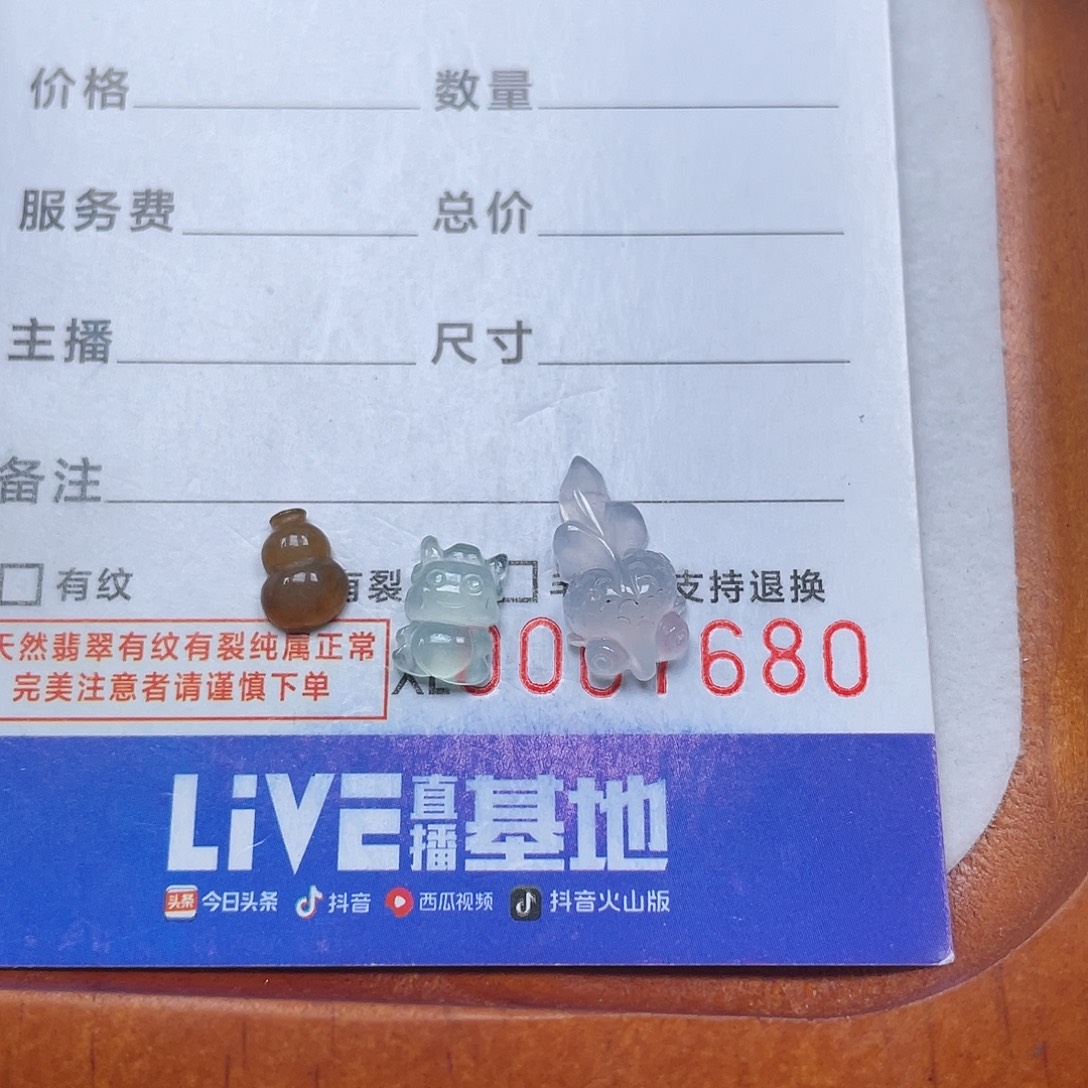 价格 数量
服务费 总价
主播 尺寸
备注
有纹 有裂 支持退换
天然翡翠有纹有裂纯属正常
完美注意者请谨慎下单
680
LiVE直播基地
头条 今日头条 抖音 西瓜视频 抖音火山版